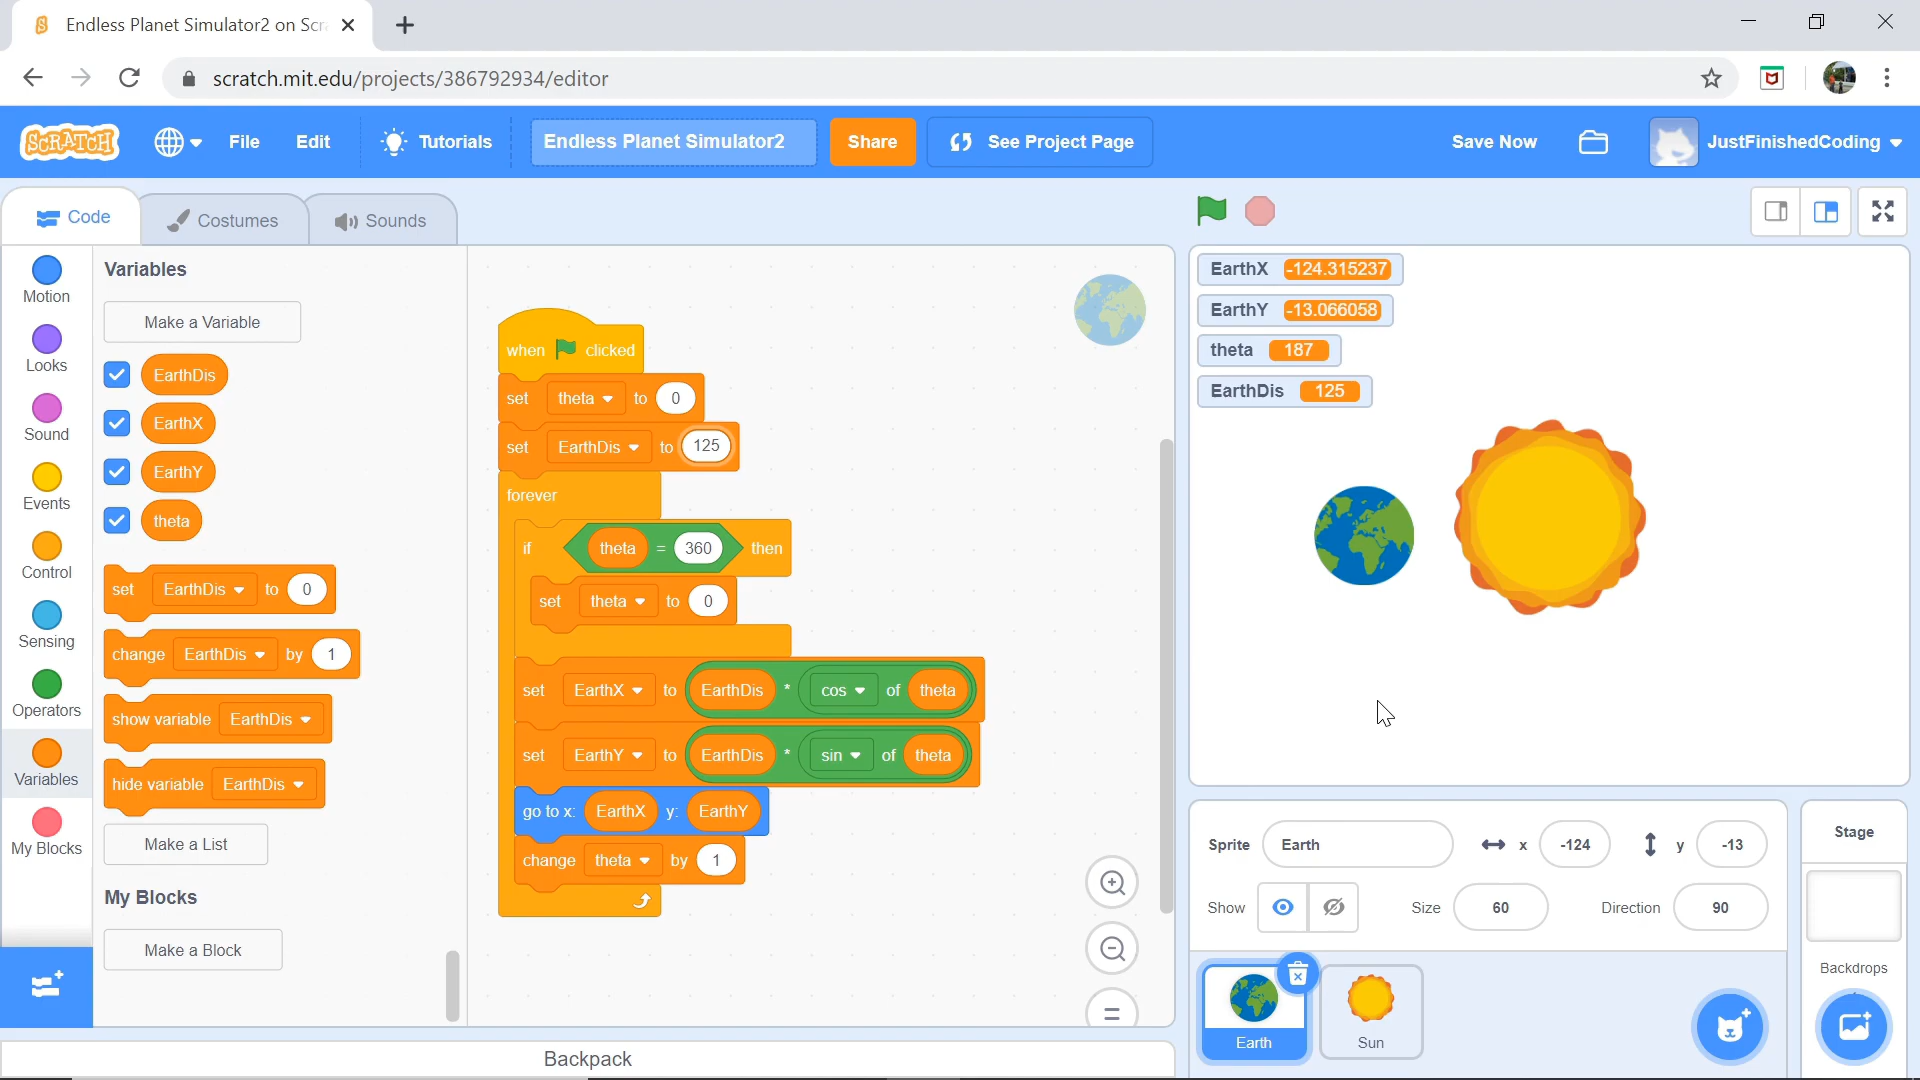 Endless Planet Simulator2 on Scr
scratch.mit.edu/projects/386792934/editor
SCRATCH File Edit Tutorials Endless Planet Simulator2 Share See Project Page Save Now JustFinishedCoding
Code Costumes Sounds
Motion
Looks
Sound
Events
Control
Sensing
Operators
Variables
My Blocks
Variables
Make a Variable
EarthDis
EarthX
EarthY
theta
set EarthDis to 0
change EarthDis by 1
show variable EarthDis
hide variable EarthDis
Make a List
My Blocks
Make a Block
when clicked
set theta to 0
set EarthDis to 125
forever
if theta = 360 then
set theta to 0
set EarthX to EarthDis * cos of theta
set EarthY to EarthDis * sin of theta
go to x: EarthX y: EarthY
change theta by 1
Backpack
EarthX -124.315237
EarthY -13.066058
theta 187
EarthDis 125
Sprite Earth x -124 y -13
Show Size 60 Direction 90
Earth
Sun
Stage
Backdrops